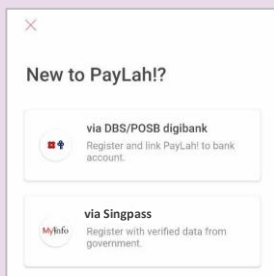 New to PayLah!?
via DBS/POSB digibank
Register and link PayLah! to bank
account.
via Singpass
MyInfo
Register with verified data from
government.